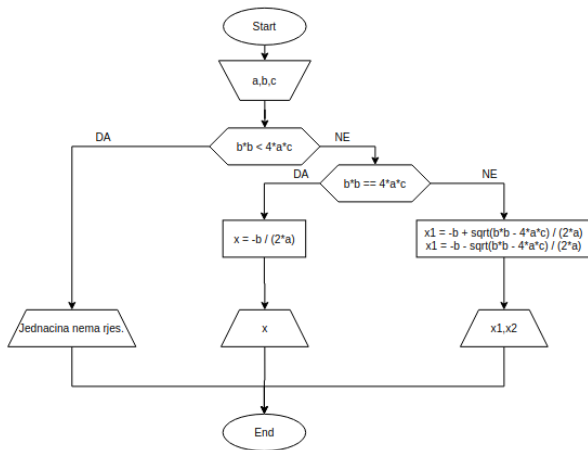 Start
a,b,c
DA
b*b < 4*a*c
NE
DA
b*b == 4*a*c
NE
x = -b / (2*a)
x1 = -b + sqrt(b*b - 4*a*c) / (2*a)
x1 = -b - sqrt(b*b - 4*a*c) / (2*a)
Jednacina nema rjes.
x
x1,x2
End